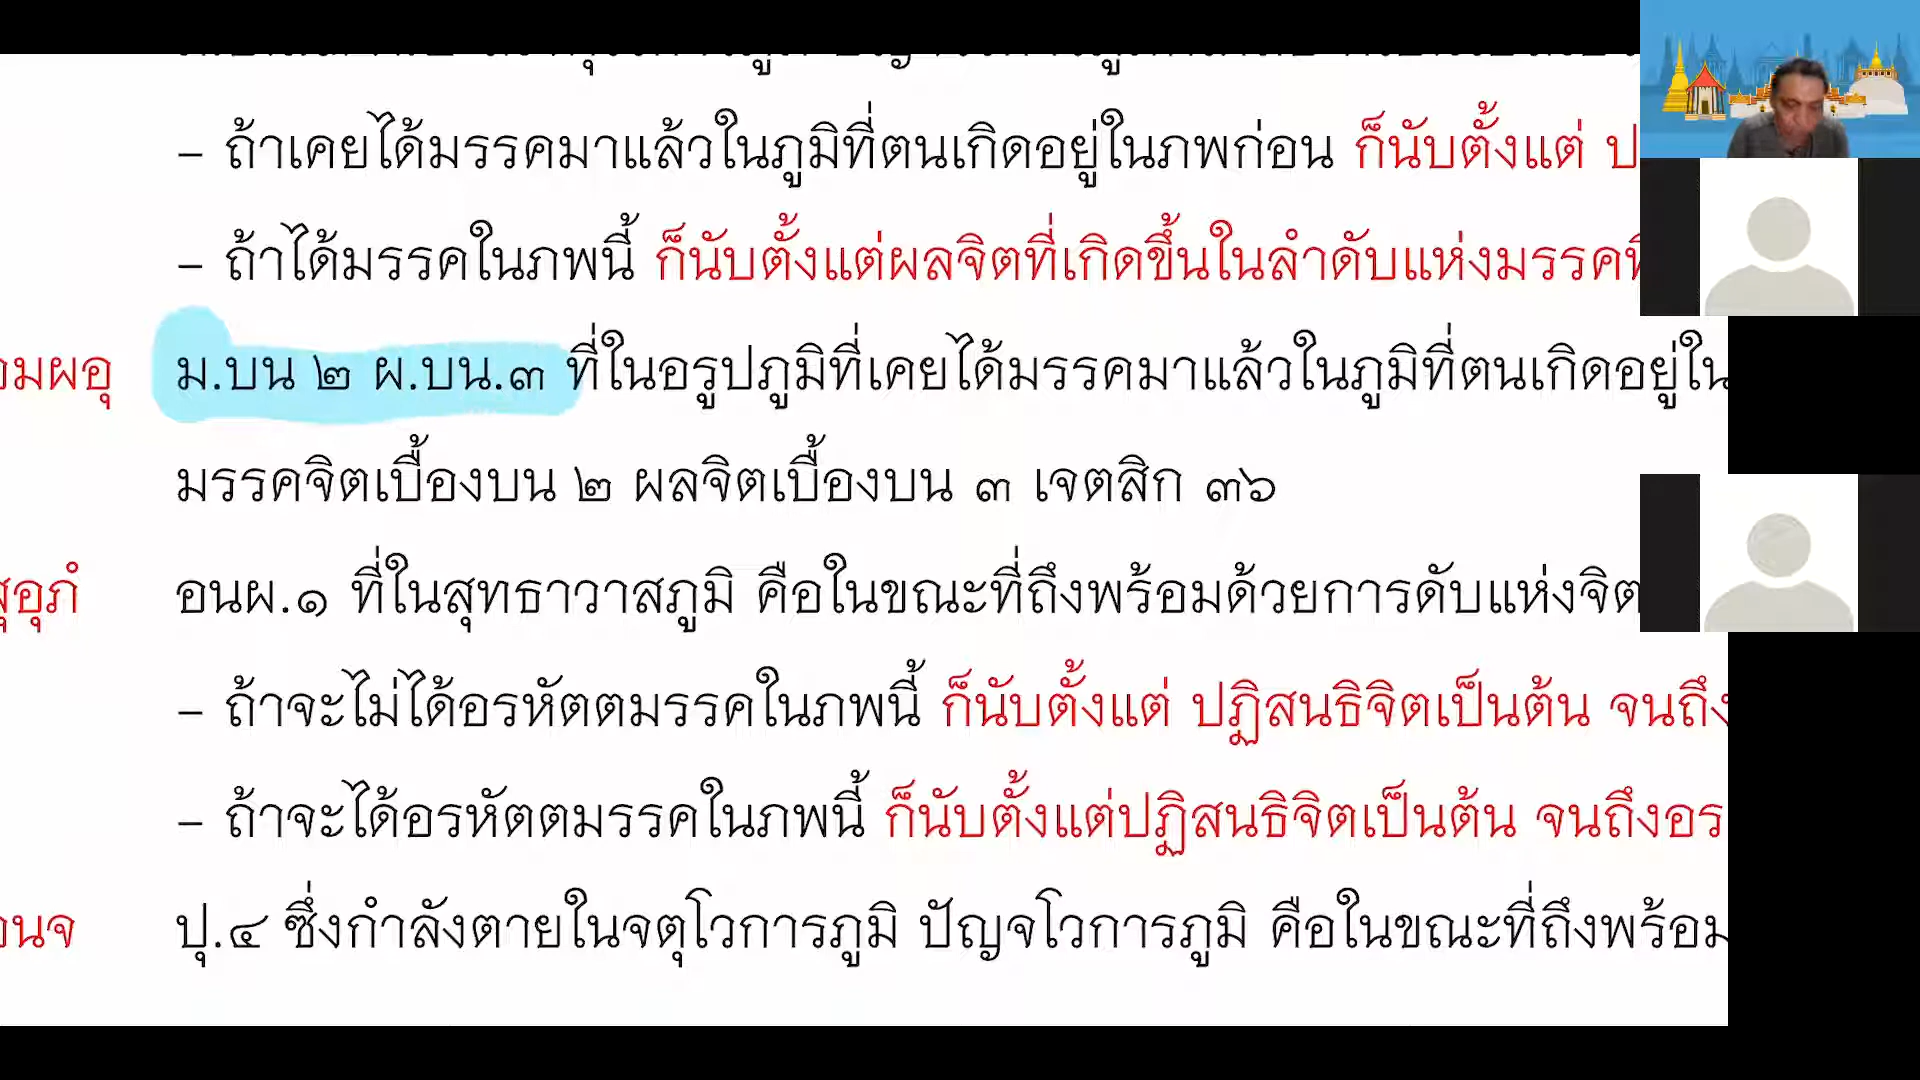 – ถ้าเคยได้มรรคมาแล้วในภูมิที่ตนเกิดอยู่ในภพก่อน ก็นับตั้งแต่ ป
– ถ้าได้มรรคในภพนี้ ก็นับตั้งแต่ผลจิตที่เกิดขึ้นในลำดับแห่งมรรคที่
อมผอุ ม.บน ๒ ผ.บน.๓ ที่ในอรูปภูมิที่เคยได้มรรคมาแล้วในภูมิที่ตนเกิดอยู่ใน
มรรคจิตเบื้องบน ๒ ผลจิตเบื้องบน ๓ เจตสิก ๓๖
สุอุภํ อนผ.๑ ที่ในสุทธาวาสภูมิ คือในขณะที่ถึงพร้อมด้วยการดับแห่งจิต
– ถ้าจะไม่ได้อรหัตตมรรคในภพนี้ ก็นับตั้งแต่ ปฏิสนธิจิตเป็นต้น จนถึง
– ถ้าจะได้อรหัตตมรรคในภพนี้ ก็นับตั้งแต่ปฏิสนธิจิตเป็นต้น จนถึงอร
อนจ ปุ.๔ ซึ่งกำลังตายในจตุโวการภูมิ ปัญจโวการภูมิ คือในขณะที่ถึงพร้อม